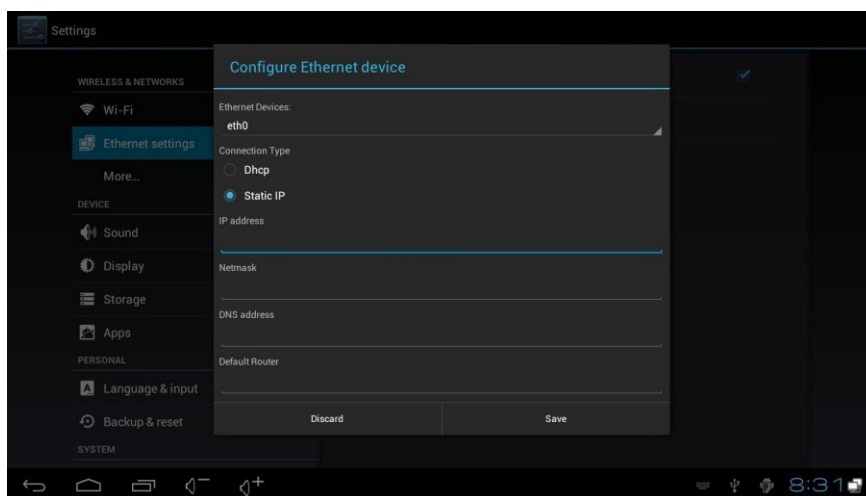 Settings
WIRELESS & NETWORKS
Wi-Fi
Ethernet settings
More...
DEVICE
Sound
Display
Storage
Apps
PERSONAL
Language & input
Backup & reset
SYSTEM
Configure Ethernet device
Ethernet Devices:
eth0
Connection Type
Dhcp
Static IP
IP address
Netmask
DNS address
Default Router
Discard
Save
8:31